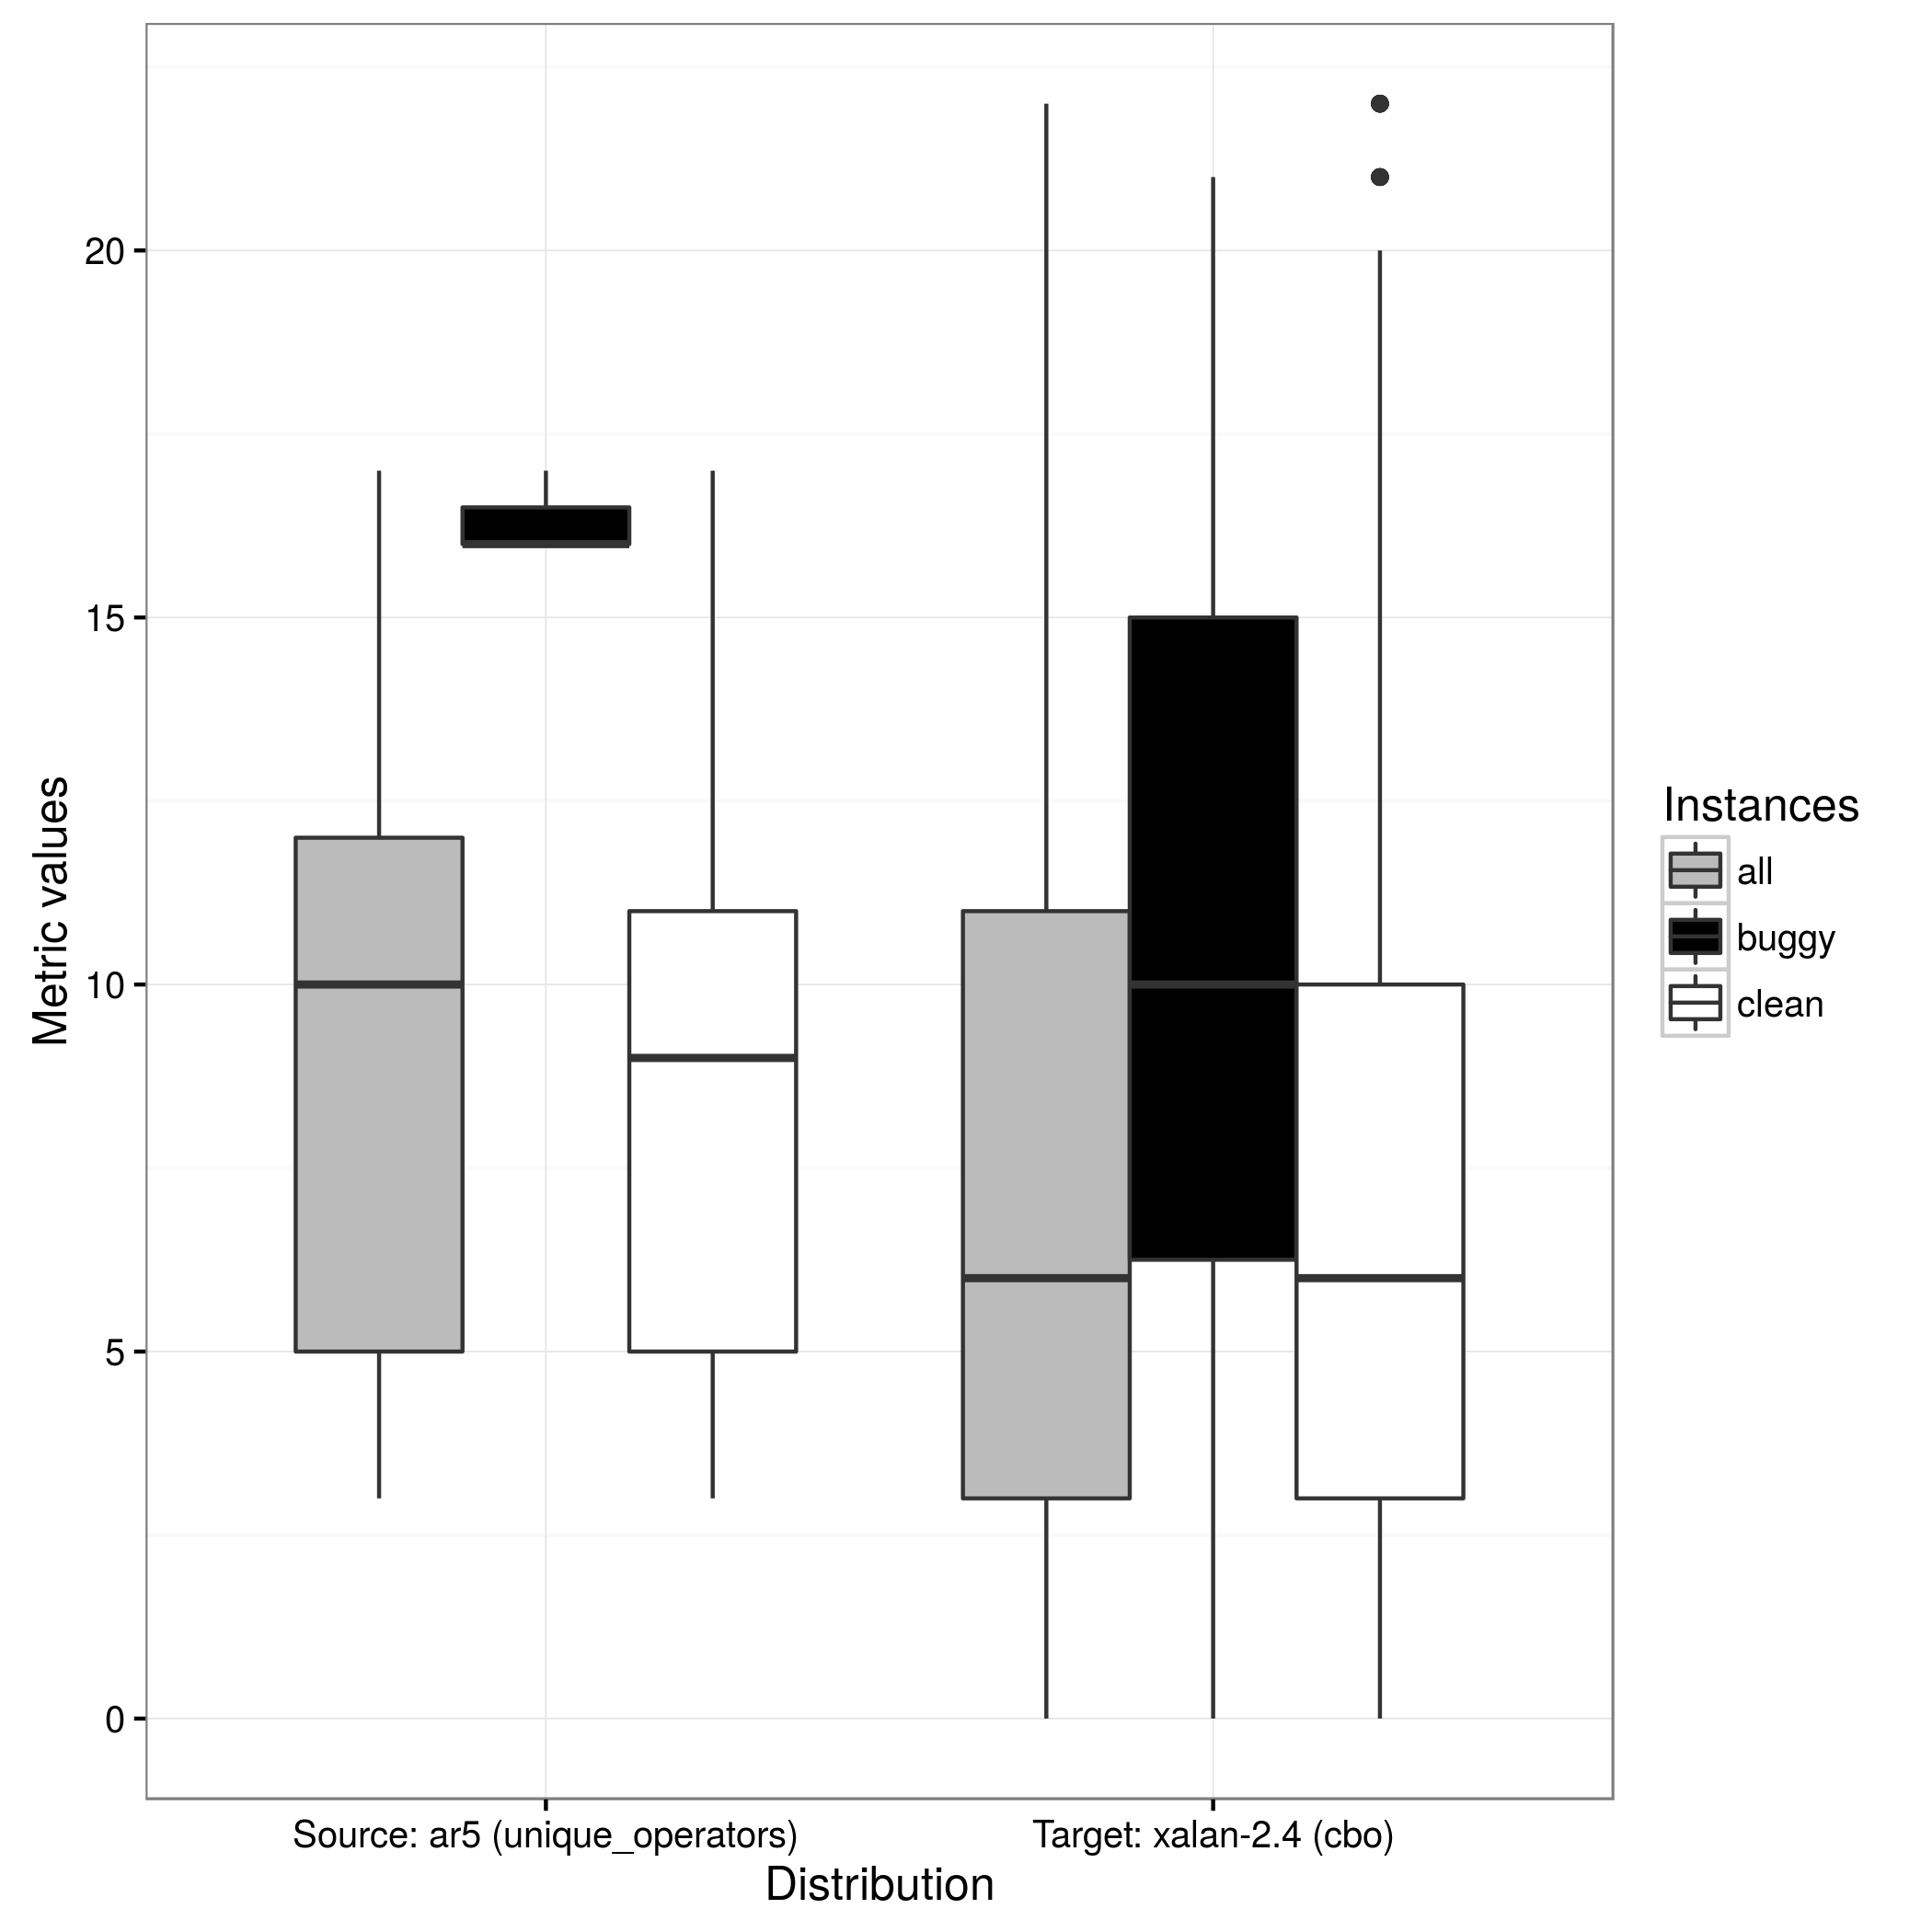 Metric values
20
15
10
5
0
Source: ar5 (unique_operators)
Target: xalan-2.4 (cbo)
Distribution
Instances
all
buggy
clean